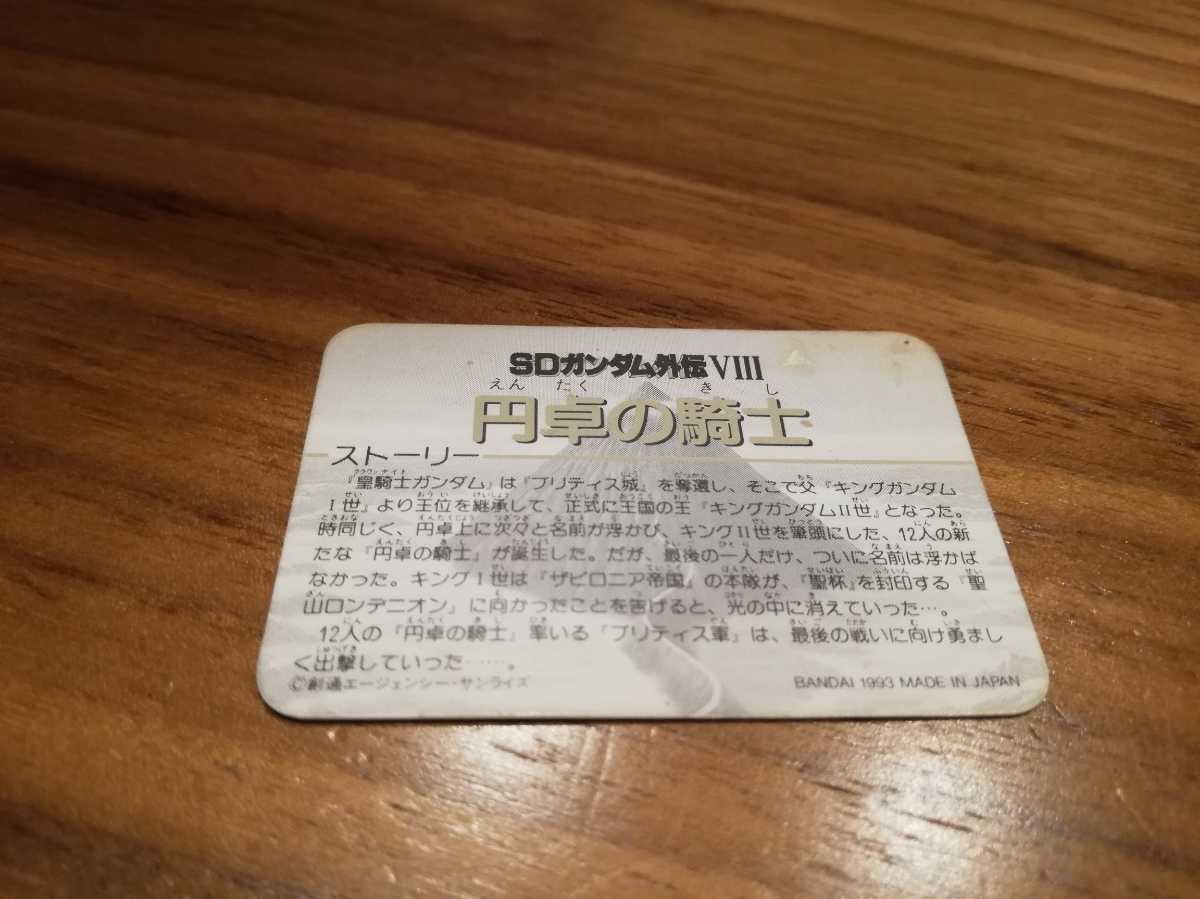 SDガンダム外伝VIII
えん たく き し
円卓の騎士
ストーリー
『皇騎士ガンダム』は『ブリティス城』を奪還し、そこで父『キングガンダム
I世』より王位を継承して、正式に王国の王『キングガンダムII世』となった。
時同じく、円卓上に次々と名前が浮かび、キングII世を筆頭にした、12人の新
たな『円卓の騎士』が誕生した。だが、最後の一人だけ、ついに名前は浮かば
なかった。キングI世は『ザビロニア帝国』の本隊が、『聖杯』を封印する『聖
山ロンデニオン』に向かったことを告げると、光の中に消えていった…。
12人の『円卓の騎士』率いる『ブリティス軍』は、最後の戦いに向け勇まし
く出撃していった……。
©創通エージェンシー・サンライズ
BANDAI 1993 MADE IN JAPAN